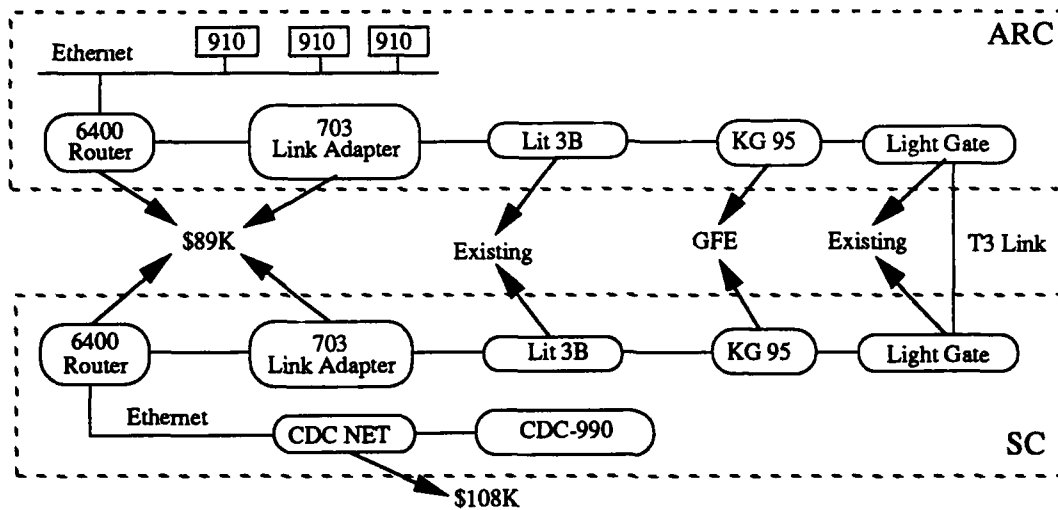 ARC
Ethernet
910
910
910
6400
Router
703
Link Adapter
Lit 3B
KG 95
Light Gate
$89K
Existing
GFE
Existing
T3 Link
6400
Router
703
Link Adapter
Lit 3B
KG 95
Light Gate
Ethernet
CDC NET
CDC-990
SC
$108K